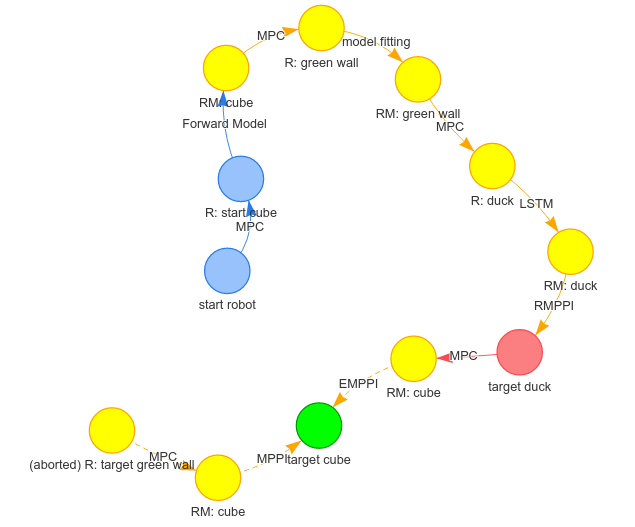 MPC
R: green wall
model fitting
RM: cube
RM: green wall
Forward Model
MPC
R: duck
LSTM
R: start cube
MPC
start robot
RM: duck
RMPPI
MPC
target duck
EMPPI
RM: cube
(aborted) R: target green wall
MPC
MPPI
target cube
RM: cube